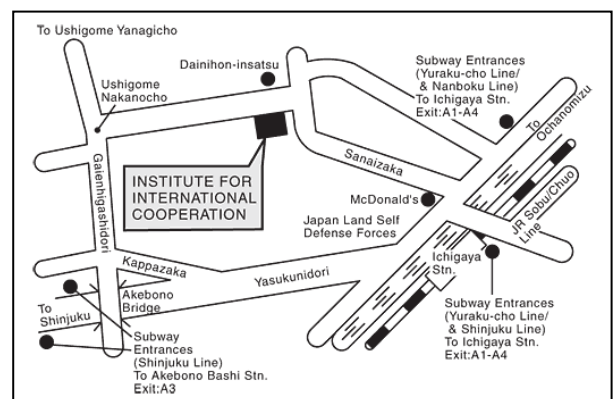 To Ushigome Yanagicho
Dainihon-insatsu
Ushigome
Nakanocho
Subway Entrances
(Yuraku-cho Line/
& Nanboku Line)
To Ichigaya Stn.
Exit:A1-A4
To
Ochanomizu
Sanaizaka
INSTITUTE FOR
INTERNATIONAL
COOPERATION
Gaienhigashidori
McDonald's
Japan Land Self
Defense Forces
JR Sobu/Chuo
Line
Ichigaya
Stn.
Kappazaka
Yasukunidori
Akebono
Bridge
To
Shinjuku
Subway
Entrances
(Shinjuku Line)
To Akebono Bashi Stn.
Exit:A3
Subway Entrances
(Yuraku-cho Line/
& Shinjuku Line)
To Ichigaya Stn.
Exit:A1-A4